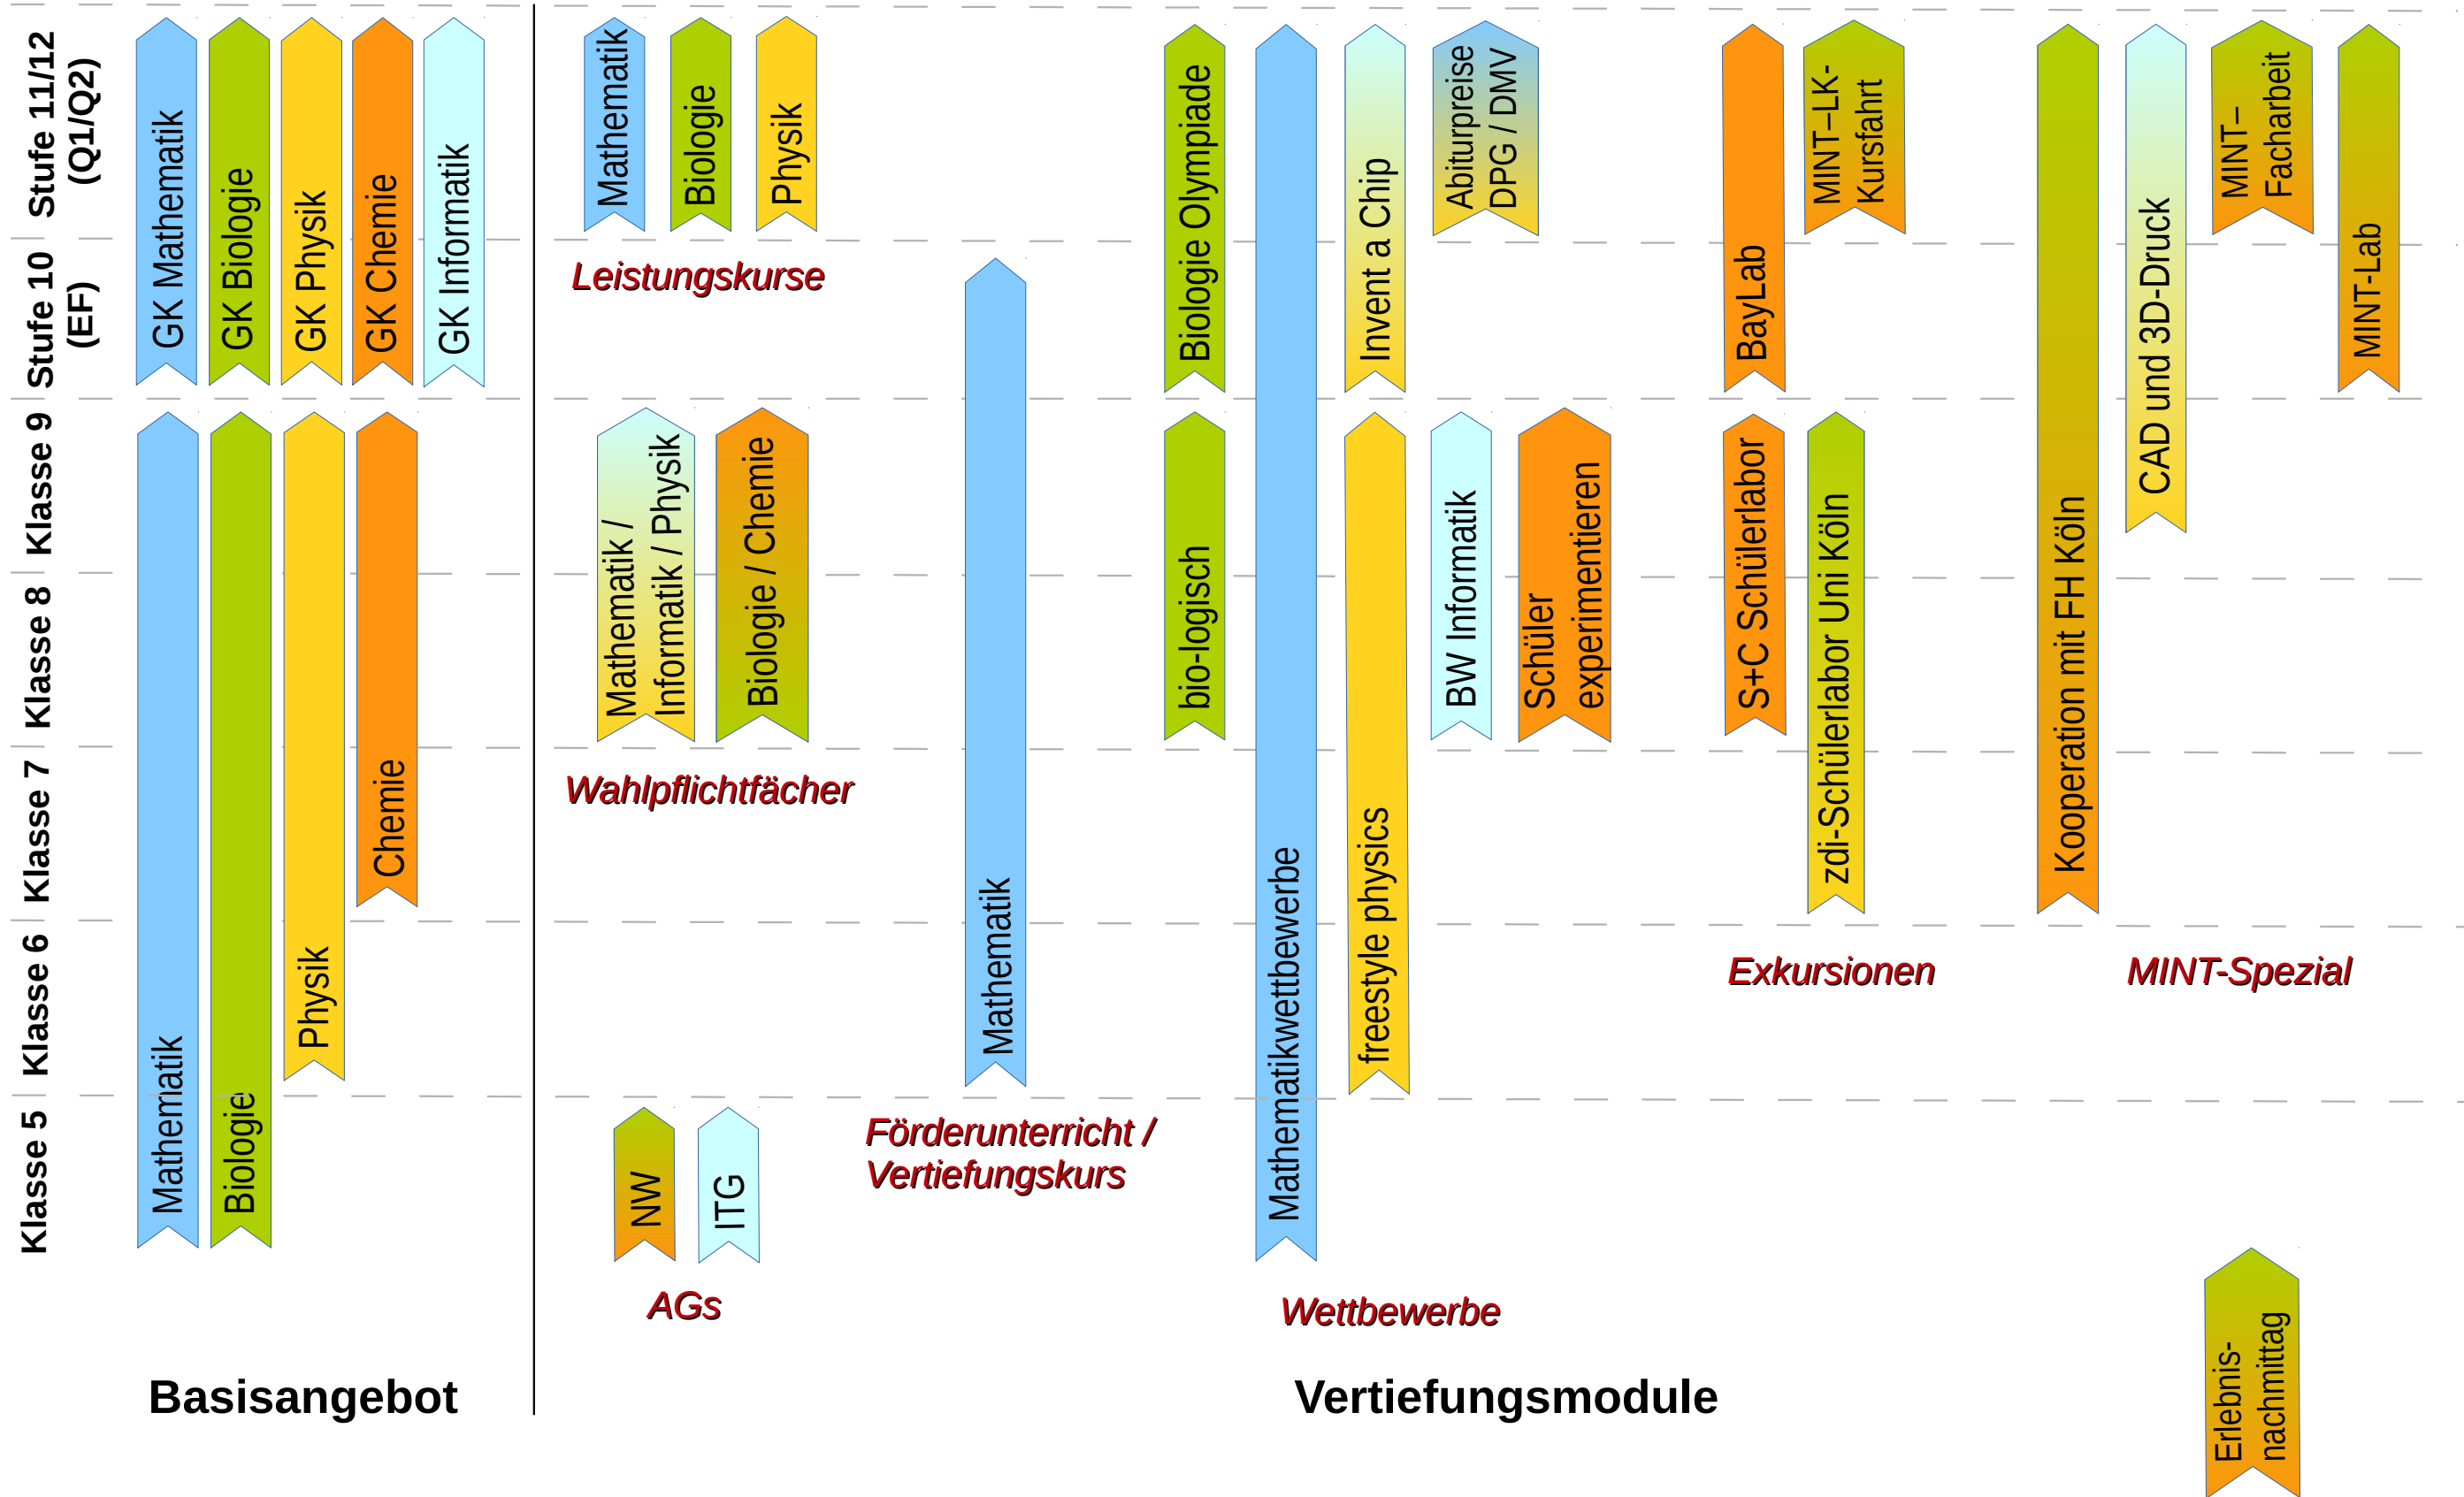 Stufe 11/12
(Q1/Q2)
Stufe 10
(EF)
Klasse 9
Klasse 8
Klasse 7
Klasse 6
Klasse 5
GK Mathematik
GK Biologie
GK Physik
GK Chemie
GK Informatik
Mathematik
Biologie
Physik
Chemie
Basisangebot
Mathematik
Biologie
Physik
Leistungskurse
Mathematik /
Informatik / Physik
Biologie / Chemie
Wahlpflichtfächer
NW
ITG
AGs
Mathematik
Förderunterricht /
Vertiefungskurs
Biologie Olympiade
bio-logisch
Mathematikwettbewerbe
Invent a Chip
freestyle physics
Abiturpreise
DPG / DMV
BW Informatik
Schüler
experimentieren
Wettbewerbe
BayLab
MINT–LK-
Kursfahrt
S+C Schülerlabor
zdi-Schülerlabor Uni Köln
Exkursionen
Kooperation mit FH Köln
CAD und 3D-Druck
MINT–
Facharbeit
MINT-Lab
MINT-Spezial
Erlebnis-
nachmittag
Vertiefungsmodule